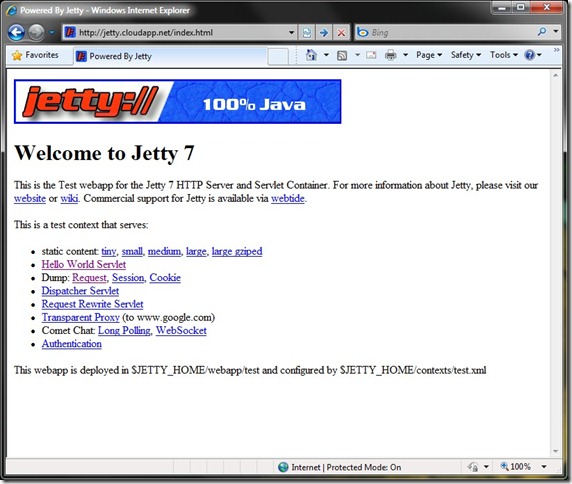 Powered By Jetty - Windows Internet Explorer
http://jetty.cloudapp.net/index.html
Bing
Favorites
Powered By Jetty
Page
Safety
Tools
jetty://
100% Java
Welcome to Jetty 7
This is the Test webapp for the Jetty 7 HTTP Server and Servlet Container. For more information about Jetty, please visit our
website or wiki. Commercial support for Jetty is available via webtide.
This is a test context that serves:
static content: tiny, small, medium, large, large gziped
Hello World Servlet
Dump: Request, Session, Cookie
Dispatcher Servlet
Request Rewrite Servlet
Transparent Proxy (to www.google.com)
Comet Chat: Long Polling, WebSocket
Authentication
This webapp is deployed in $JETTY_HOME/webapp/test and configured by $JETTY_HOME/contexts/test.xml
Internet | Protected Mode: On
100%